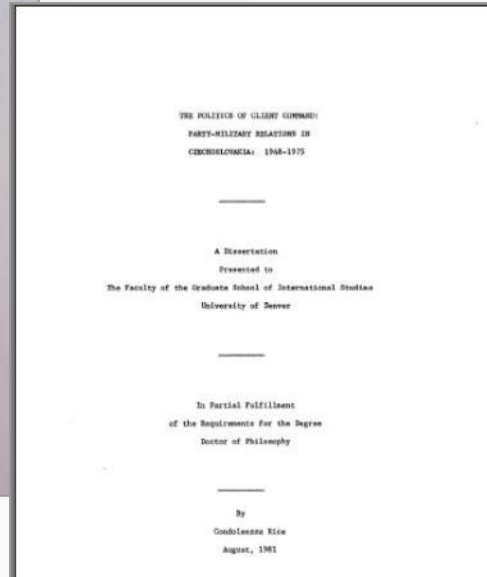 THE POLITICS OF CLIENT COMMAND:
PARTY-MILITARY RELATIONS IN
CZECHOSLOVAKIA: 1948-1975
A Dissertation
Presented to
The Faculty of the Graduate School of International Studies
University of Denver
In Partial Fulfillment
of the Requirements for the Degree
Doctor of Philosophy
By
Condoleezza Rice
August, 1981